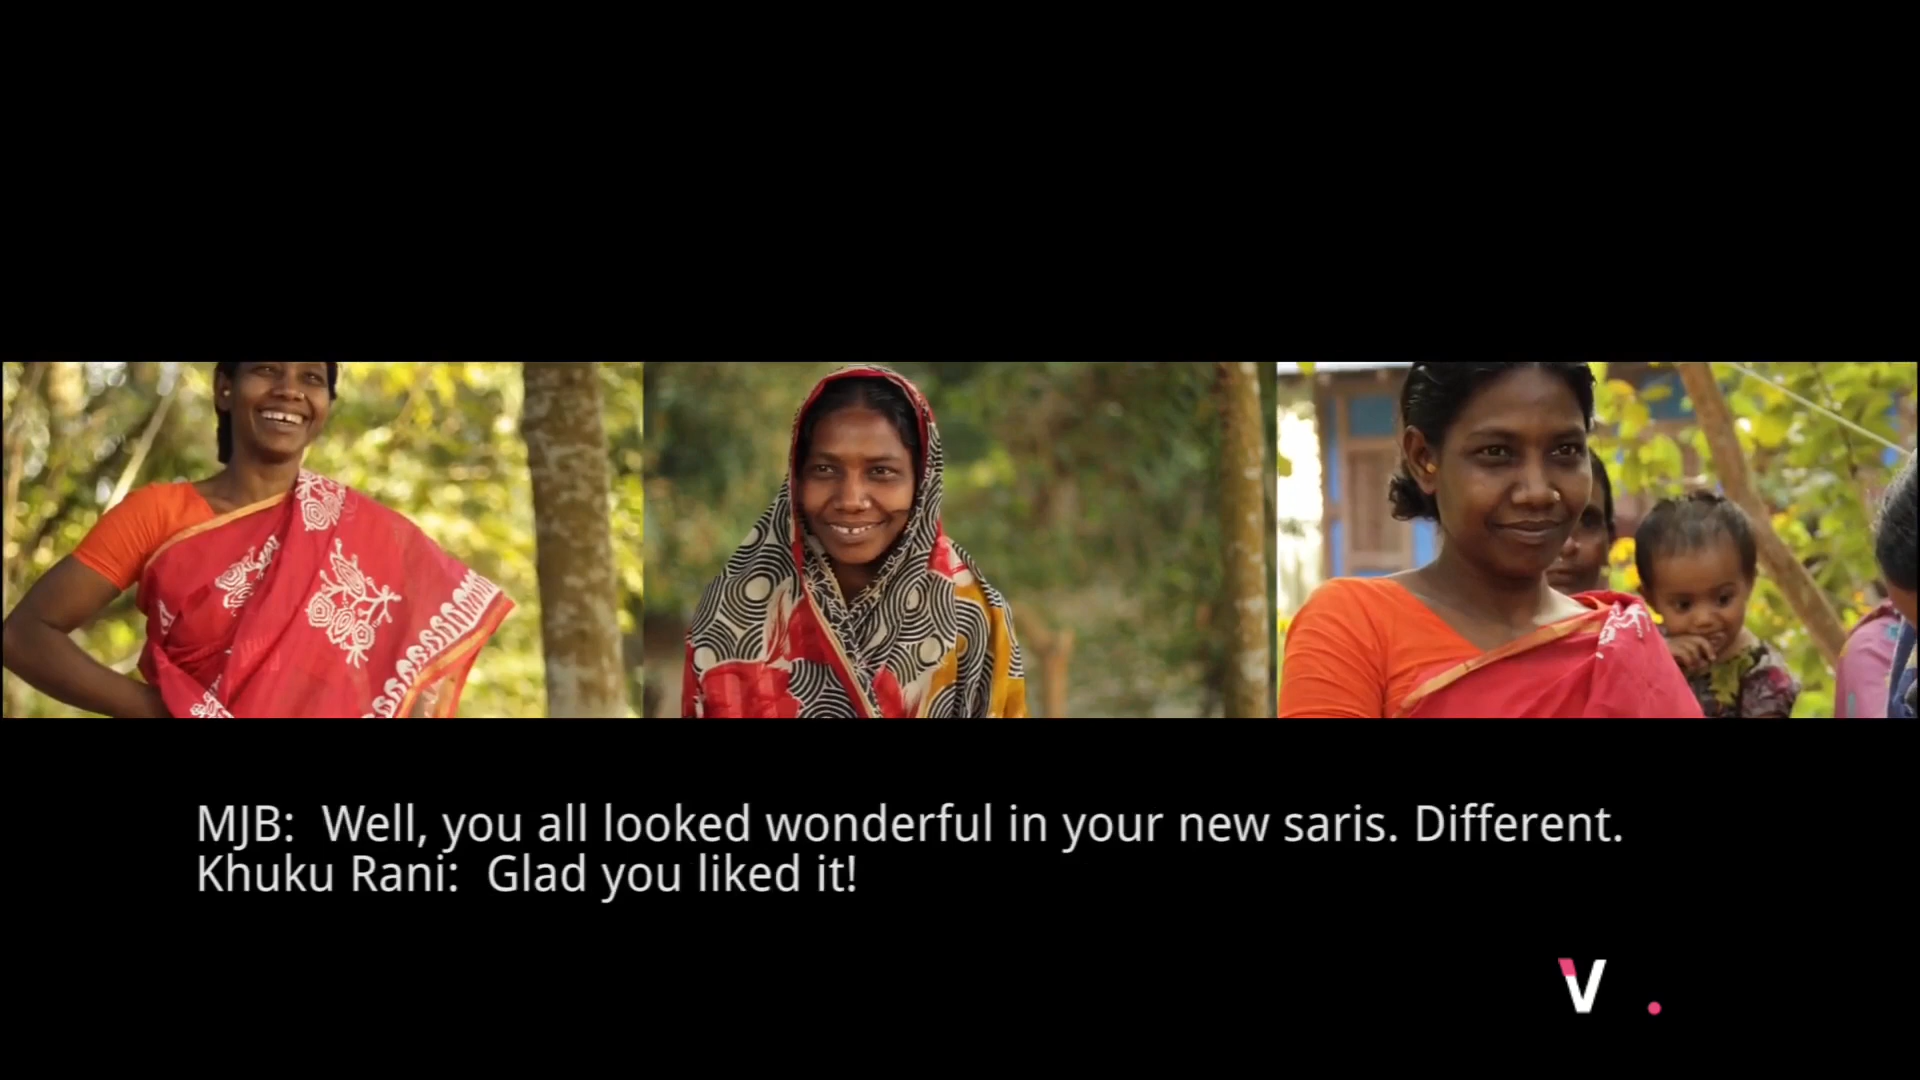 MJB:  Well, you all looked wonderful in your new saris. Different.
Khuku Rani:  Glad you liked it!
V .